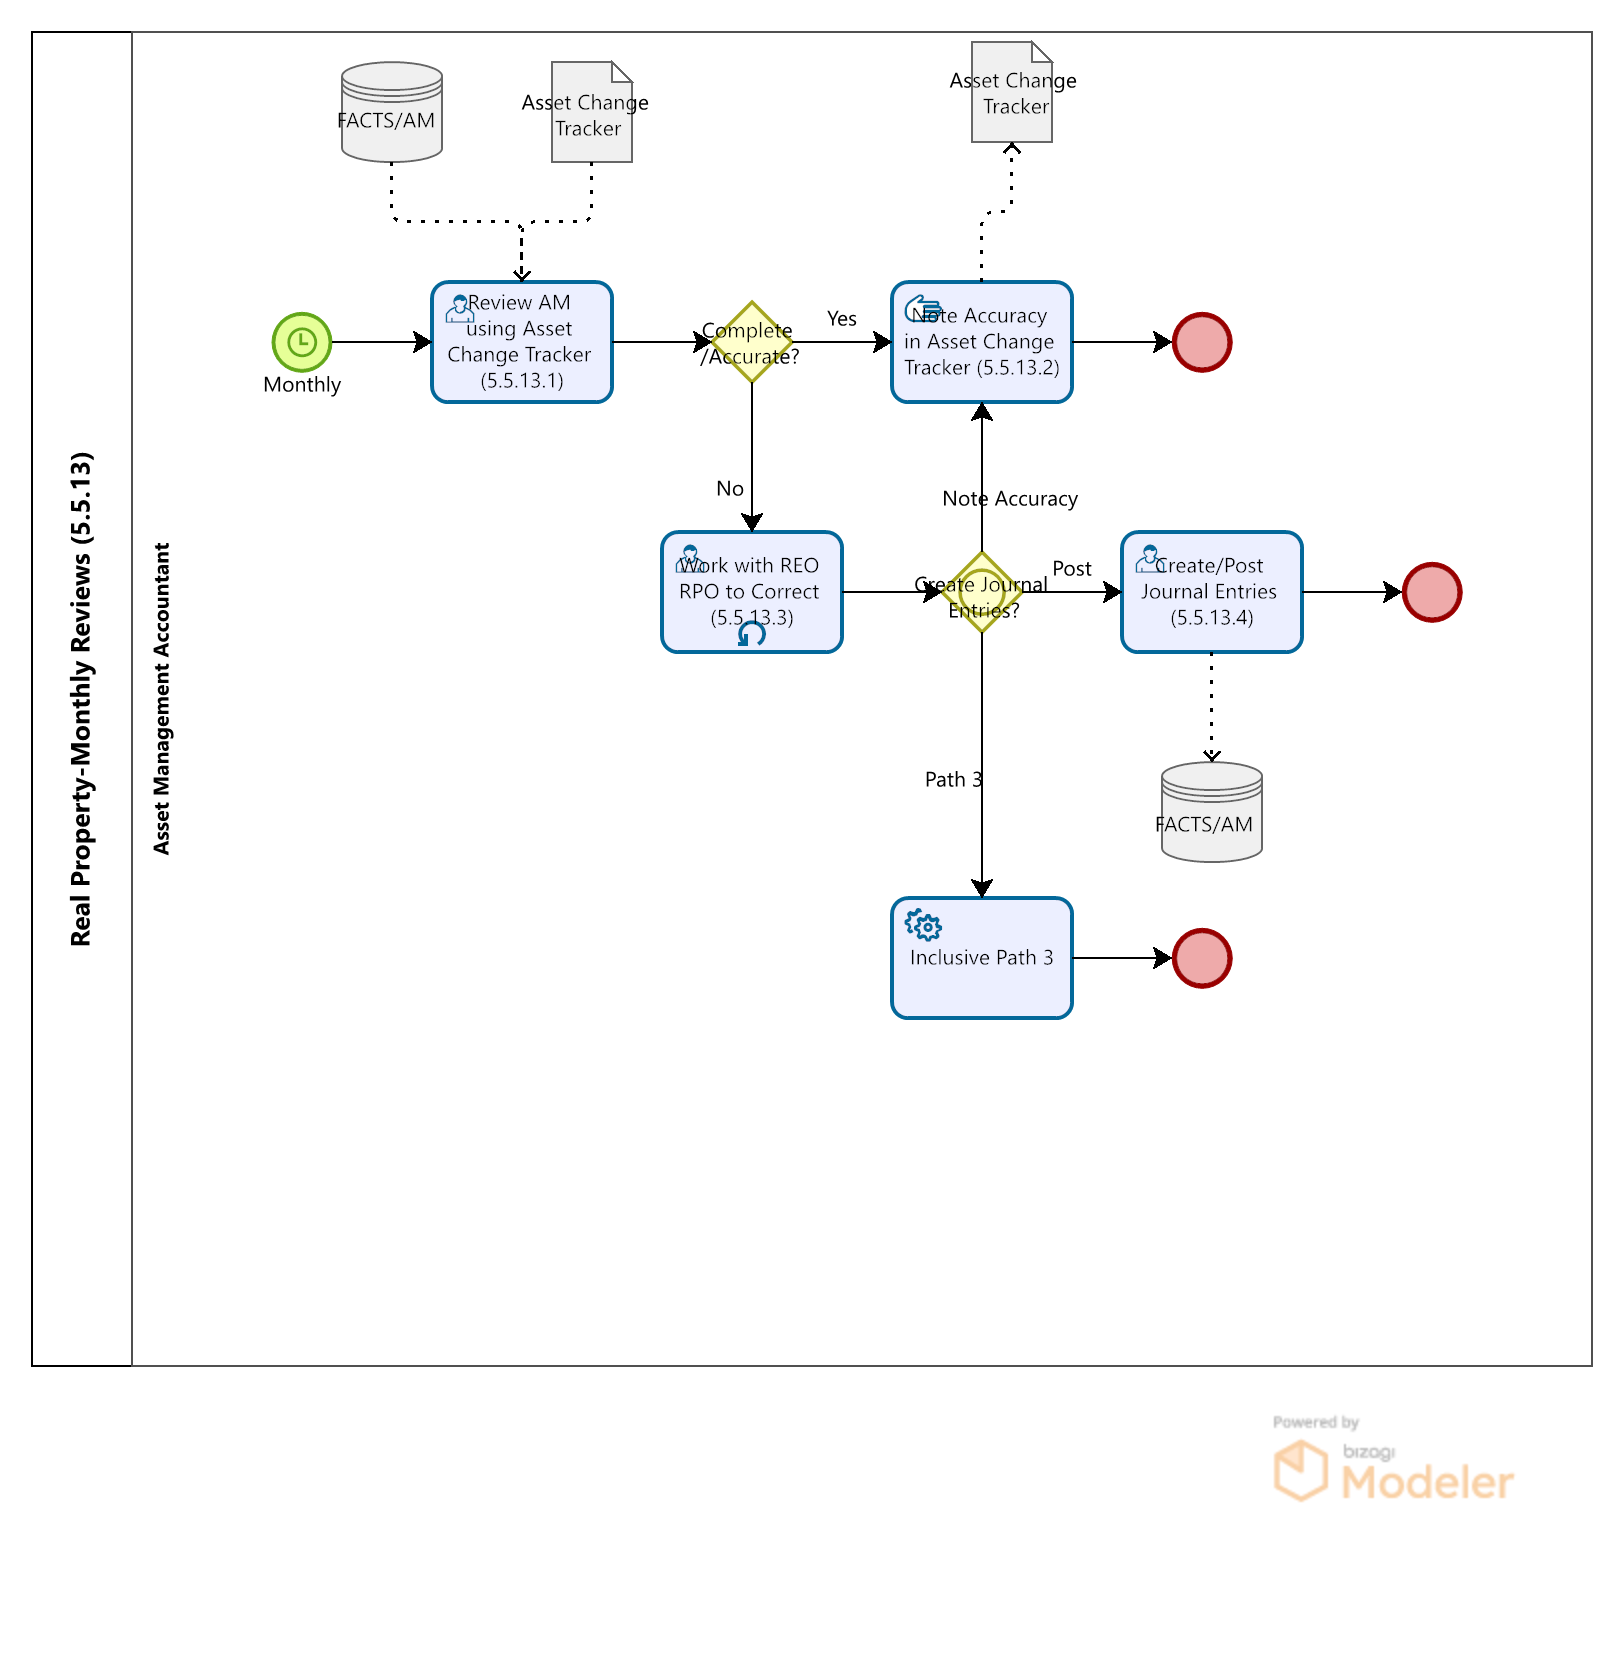 Real Property-Monthly Reviews (5.5.13)
Asset Management Accountant
FACTS/AM
Asset Change
Tracker
Asset Change
Tracker
Monthly
Review AM
using Asset
Change Tracker
(5.5.13.1)
Complete
/Accurate?
Yes
Note Accuracy
in Asset Change
Tracker (5.5.13.2)
No
Note Accuracy
Work with REO
RPO to Correct
(5.5.13.3)
Create Journal
Entries?
Post
Create/Post
Journal Entries
(5.5.13.4)
Path 3
FACTS/AM
Inclusive Path 3
Powered by
bizagi
Modeler